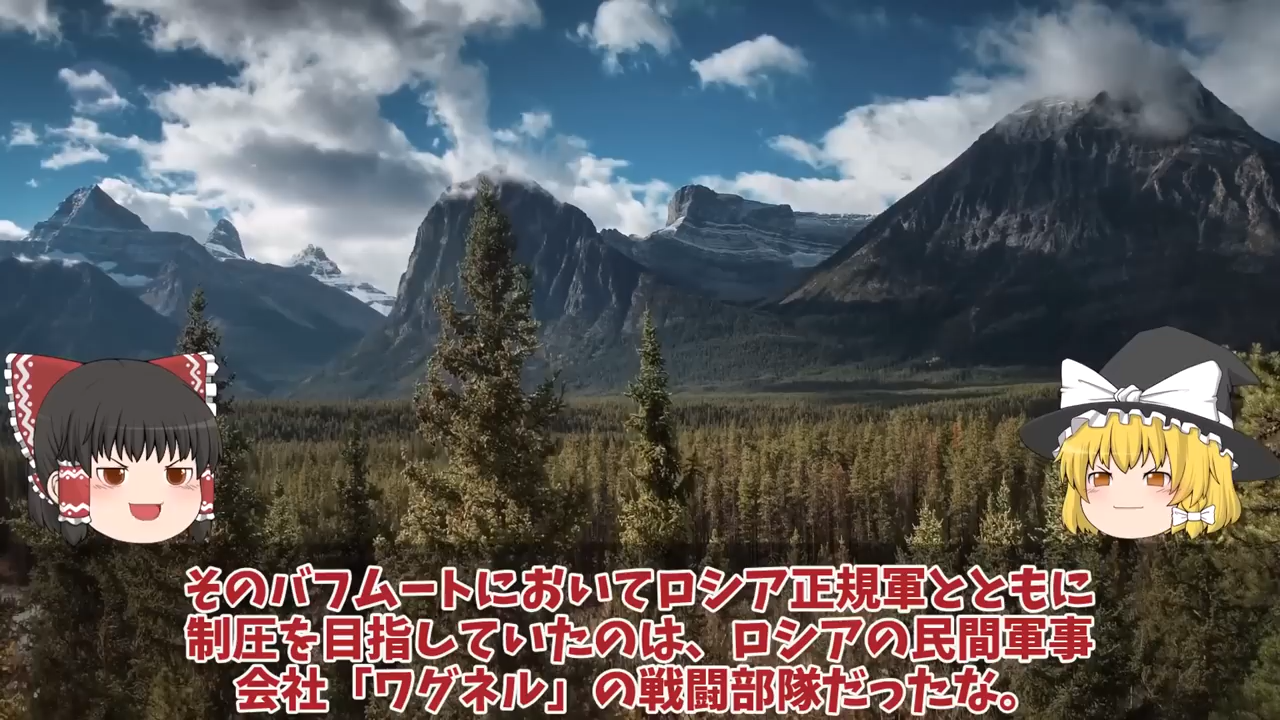 そのバフムートにおいてロシア正規軍とともに
制圧を目指していたのは、ロシアの民間軍事
会社「ワグネル」の戦闘部隊だったな。